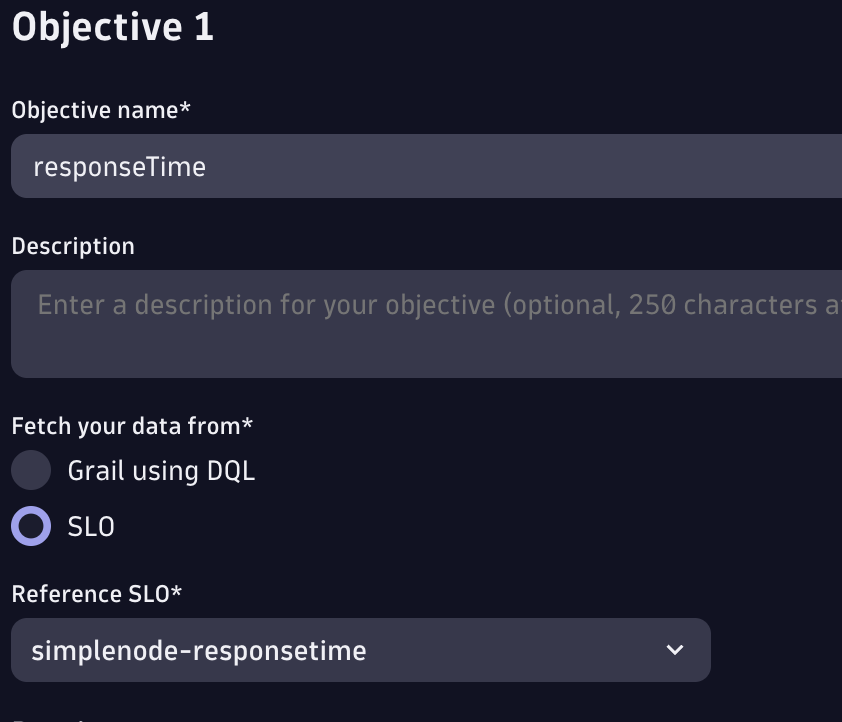 Objective 1
Objective name*
responseTime
Description
Enter a description for your objective (optional, 250 characters
Fetch your data from*
Grail using DQL
SLO
Reference SLO*
simplenode-responsetime